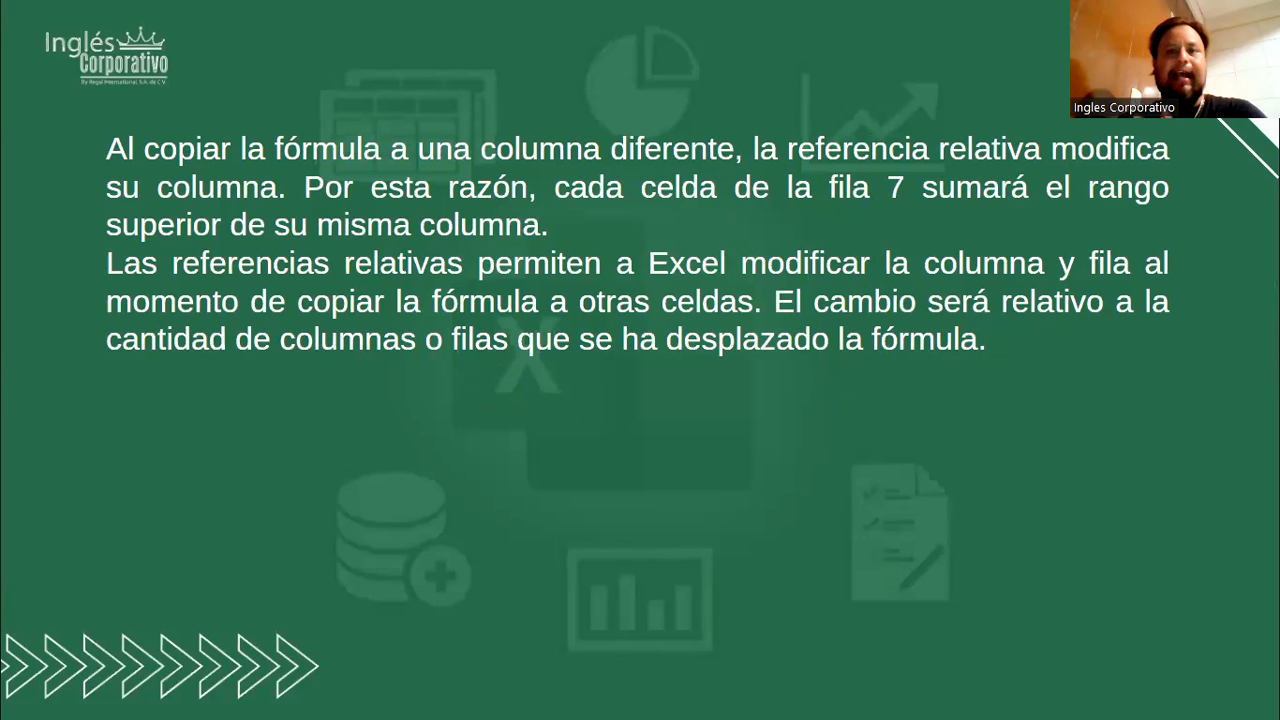 Inglés
Corporativo
By Regal International, S.A. de C.V.
Ingles Corporativo
Al copiar la fórmula a una columna diferente, la referencia relativa modifica
su columna. Por esta razón, cada celda de la fila 7 sumará el rango
superior de su misma columna.
Las referencias relativas permiten a Excel modificar la columna y fila al
momento de copiar la fórmula a otras celdas. El cambio será relativo a la
cantidad de columnas o filas que se ha desplazado la fórmula.
X